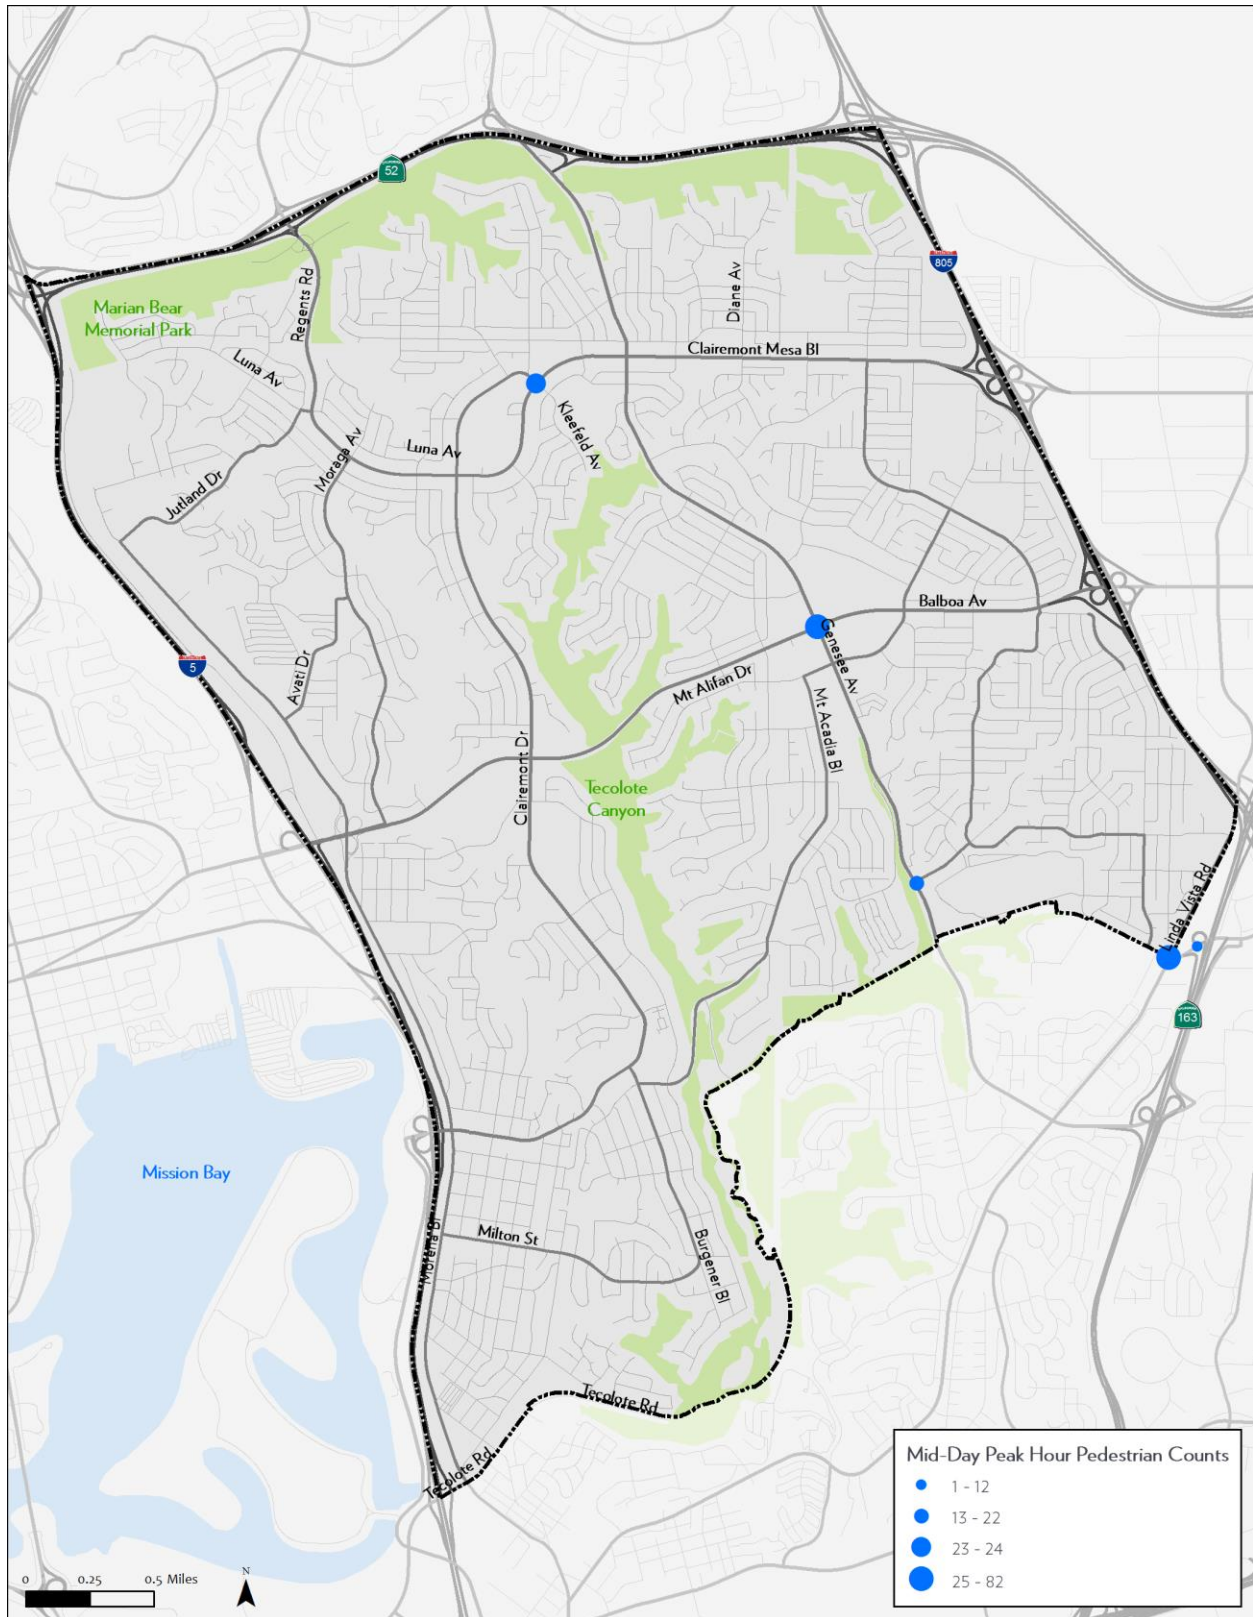 52
805
Marian Bear
Memorial Park
Regents Rd
Diane Av
Clairemont Mesa Bl
Luna Av
Kleefeld Av
Luna Av
Moraga Av
Jutland Dr
Balboa Av
Genesee Av
5
Avati Dr
Mt Alifan Dr
Mt Acadia Bl
Clairemont Dr
Tecolote
Canyon
Linda Vista Rd
163
Mission Bay
Morena Bl
Milton St
Burgener Bl
Tecolote Rd
Tecolote Rd
Mid-Day Peak Hour Pedestrian Counts
1 - 12
13 - 22
23 - 24
25 - 82
0 0.25 0.5 Miles
N